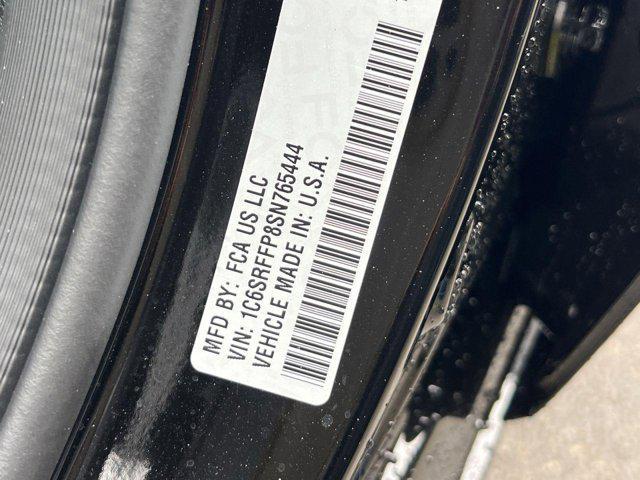 MFD BY: FCA US LLC
VIN: 1C6SRFFP8SN765444
VEHICLE MADE IN: U.S.A.